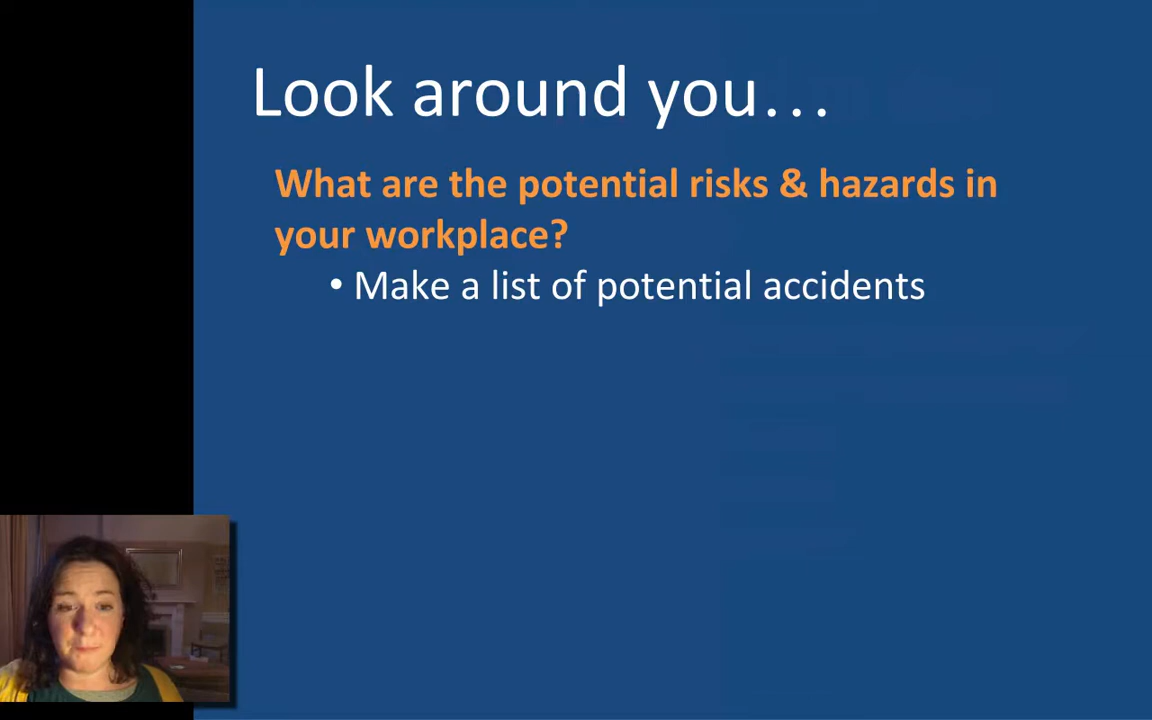 Look around you…
What are the potential risks & hazards in
your workplace?
• Make a list of potential accidents